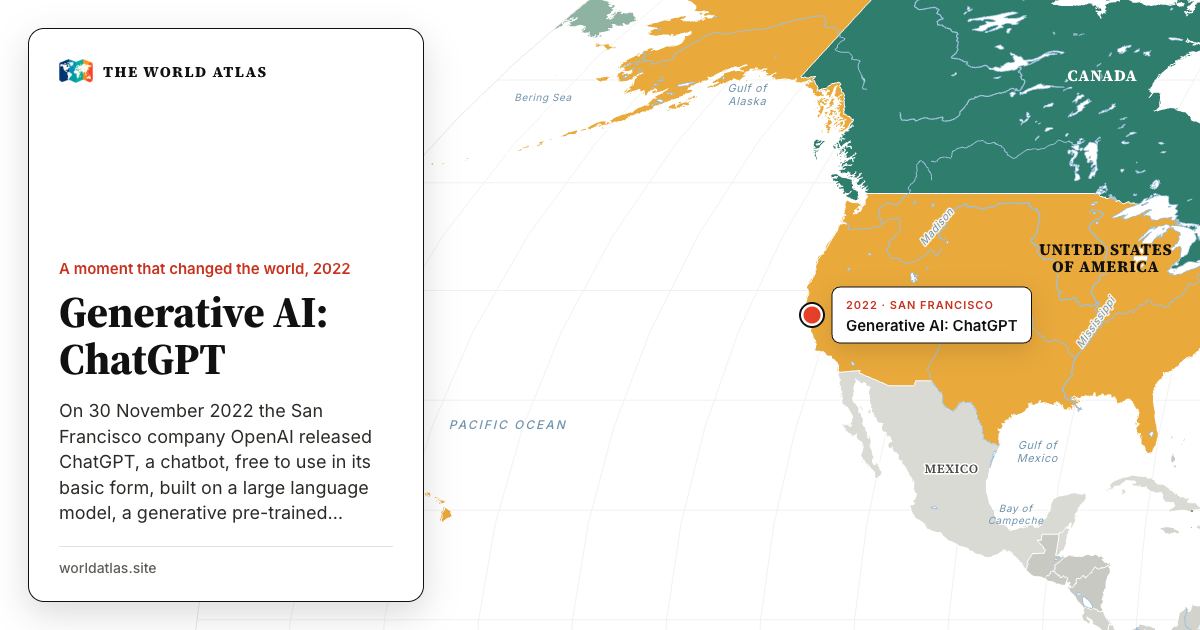 THE WORLD ATLAS
A moment that changed the world, 2022
Generative AI:
ChatGPT
On 30 November 2022 the San
Francisco company OpenAI released
ChatGPT, a chatbot, free to use in its
basic form, built on a large language
model, a generative pre-trained...
worldatlas.site
Bering Sea
Gulf of
Alaska
CANADA
Madison
UNITED STATES
OF AMERICA
2022 · SAN FRANCISCO
Generative AI: ChatGPT
Mississippi
PACIFIC OCEAN
Gulf of
Mexico
MEXICO
Bay of
Campeche